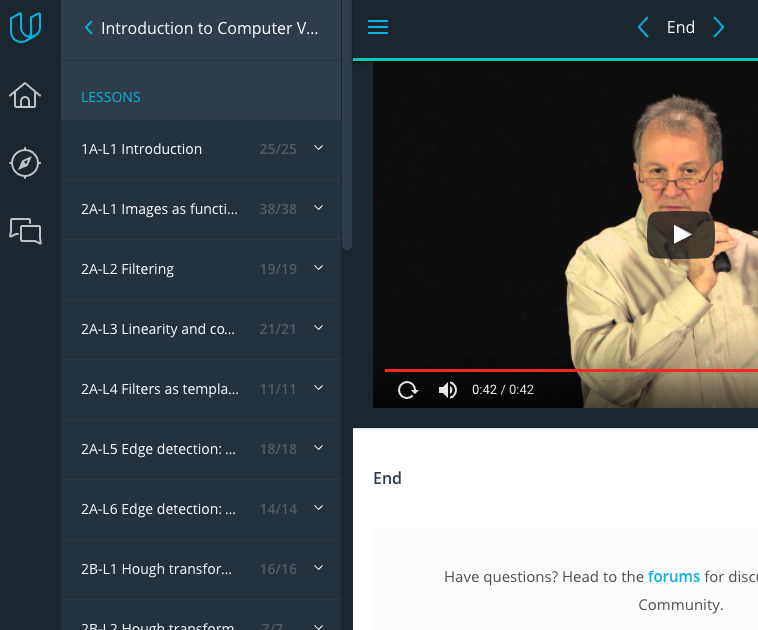 Introduction to Computer V...
LESSONS
1A-L1 Introduction 25/25
2A-L1 Images as functi... 38/38
2A-L2 Filtering 19/19
2A-L3 Linearity and co... 21/21
2A-L4 Filters as templa... 11/11
2A-L5 Edge detection: ... 18/18
2A-L6 Edge detection: ... 14/14
2B-L1 Hough transfor... 16/16
2B-L2 Hough transform 7/7
End
0:42 / 0:42
End
Have questions? Head to the forums for discu
Community.